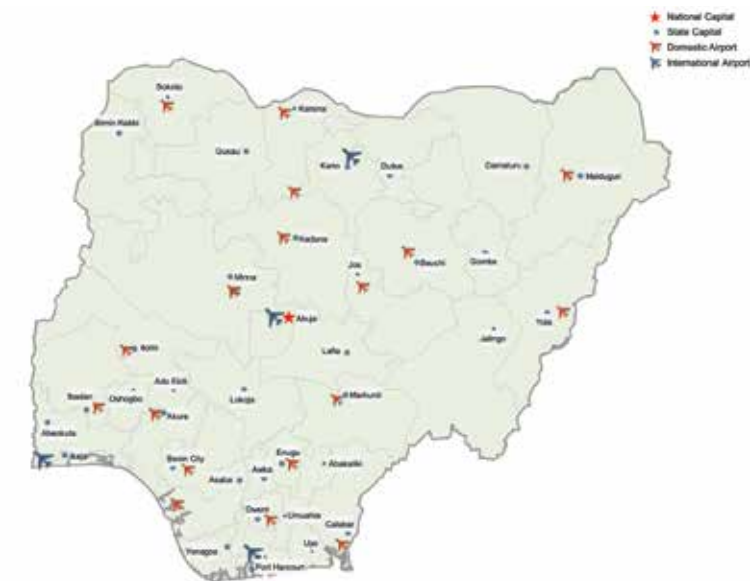 National Capital
State Capital
Domestic Airport
International Airport
Sokoto
Katsina
Birnin Kebbi
Gusau
Kano
Dutse
Damaturu
Maiduguri
Kaduna
Bauchi
Gombe
Jos
Minna
Abuja
Yola
Jalingo
Lafia
Ilorin
Ado Ekiti
Ibadan
Oshogbo
Lokoja
Makurdi
Akure
Abeokuta
Ikeja
Benin City
Enugu
Abakaliki
Asaba
Awka
Owerri
Umuahia
Calabar
Yenagoa
Uyo
Port Harcourt